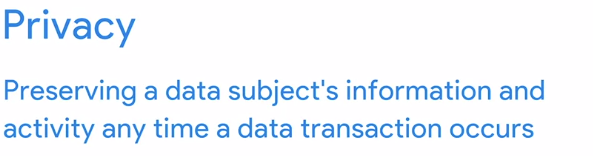 Privacy
Preserving a data subject's information and
activity any time a data transaction occurs